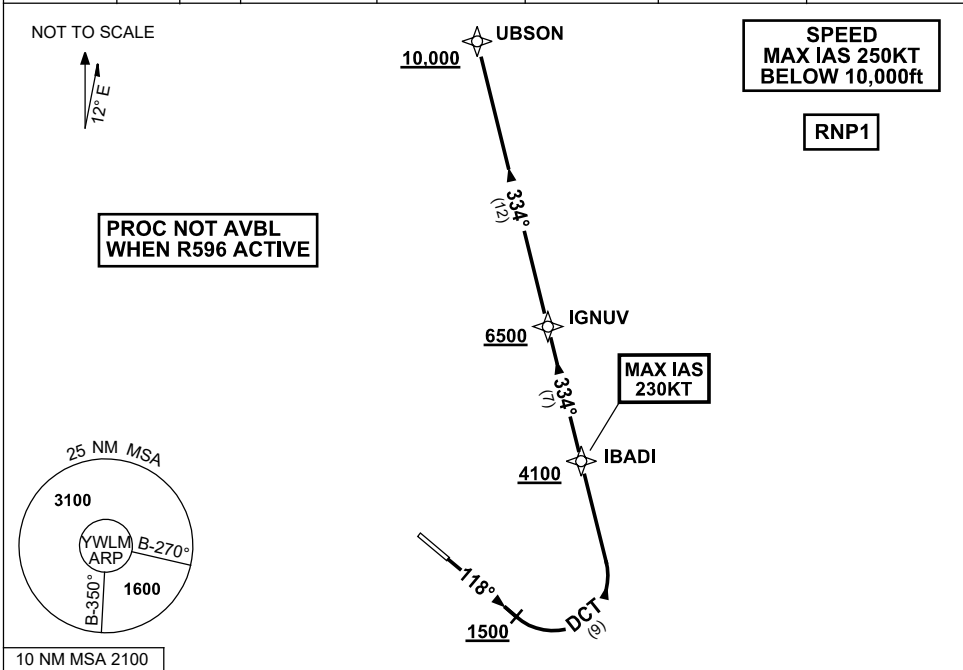 NOT TO SCALE
12° E
UBSON
10,000
SPEED
MAX IAS 250KT
BELOW 10,000ft
RNP1
334°
(12)
PROC NOT AVBL
WHEN R596 ACTIVE
IGNUV
6500
MAX IAS
230KT
334°
(7)
IBADI
4100
25 NM MSA
3100
YWLM
ARP
B-270°
B-350°
1600
118°
1500
DCT
(9)
10 NM MSA 2100